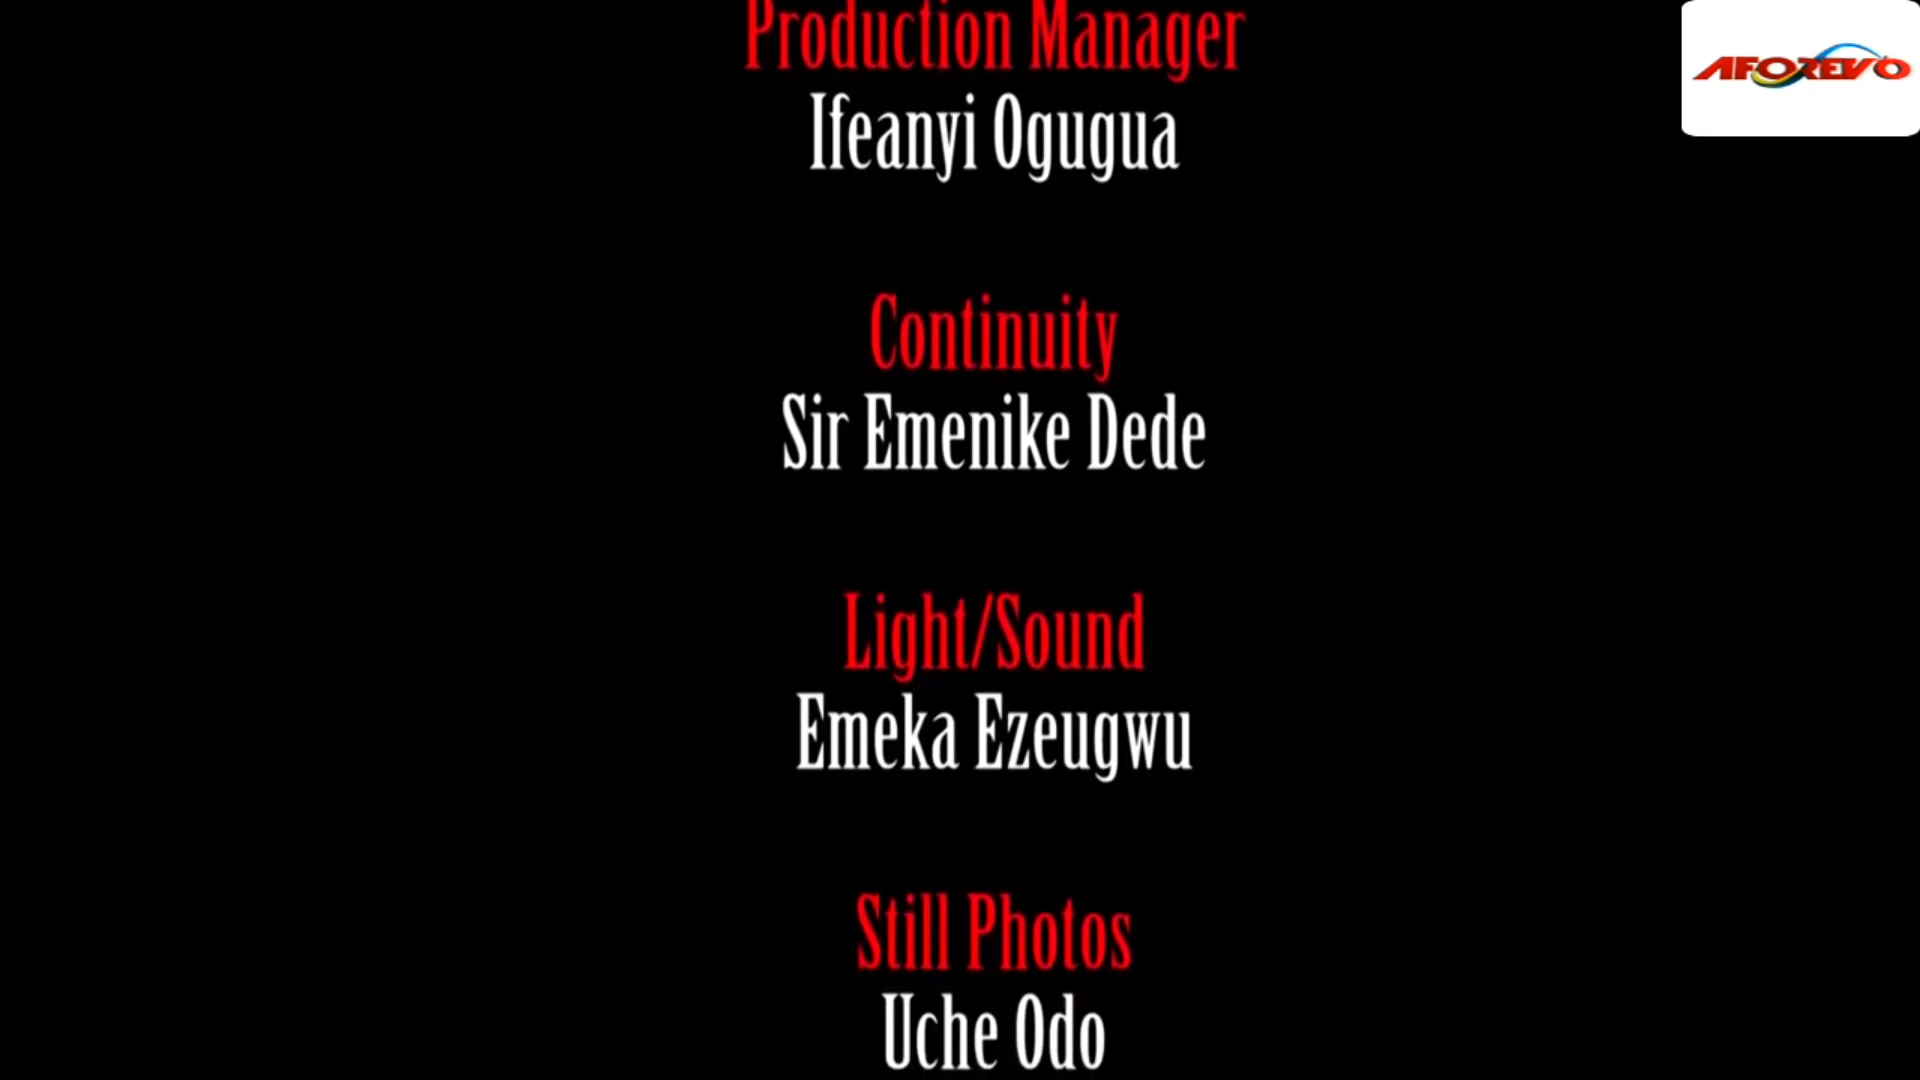 Production Manager
Ifeanyi Ogugua
Continuity
Sir Emenike Dede
Light/Sound
Emeka Ezeugwu
Still Photos
Uche Odo
AFOREVO